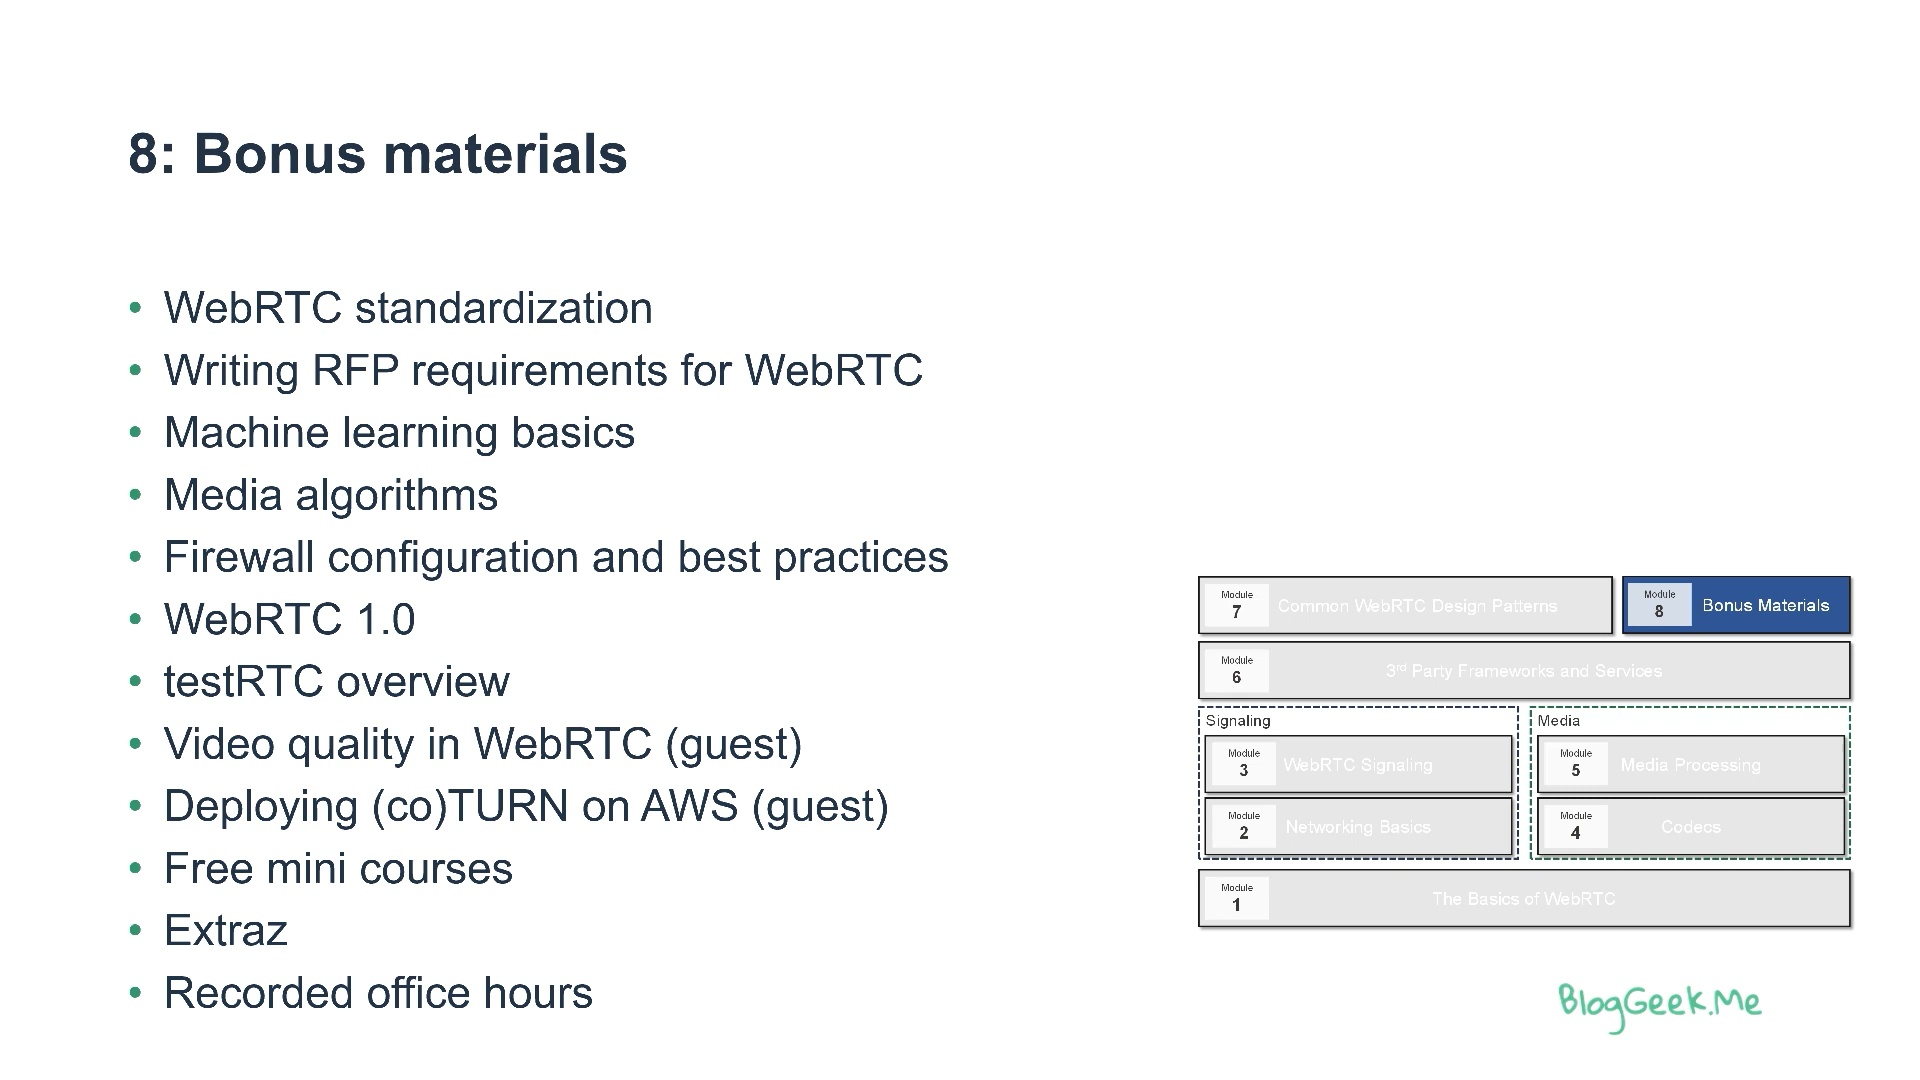 8: Bonus materials
• WebRTC standardization
• Writing RFP requirements for WebRTC
• Machine learning basics
• Media algorithms
• Firewall configuration and best practices
• WebRTC 1.0
• testRTC overview
• Video quality in WebRTC (guest)
• Deploying (co)TURN on AWS (guest)
• Free mini courses
• Extraz
• Recorded office hours
Module 7 Common WebRTC Design Patterns
Module 8 Bonus Materials
Module 6 3rd Party Frameworks and Services
Signaling
Module 3 WebRTC Signaling
Module 2 Networking Basics
Media
Module 5 Media Processing
Module 4 Codecs
Module 1 The Basics of WebRTC
BlogGeek.Me